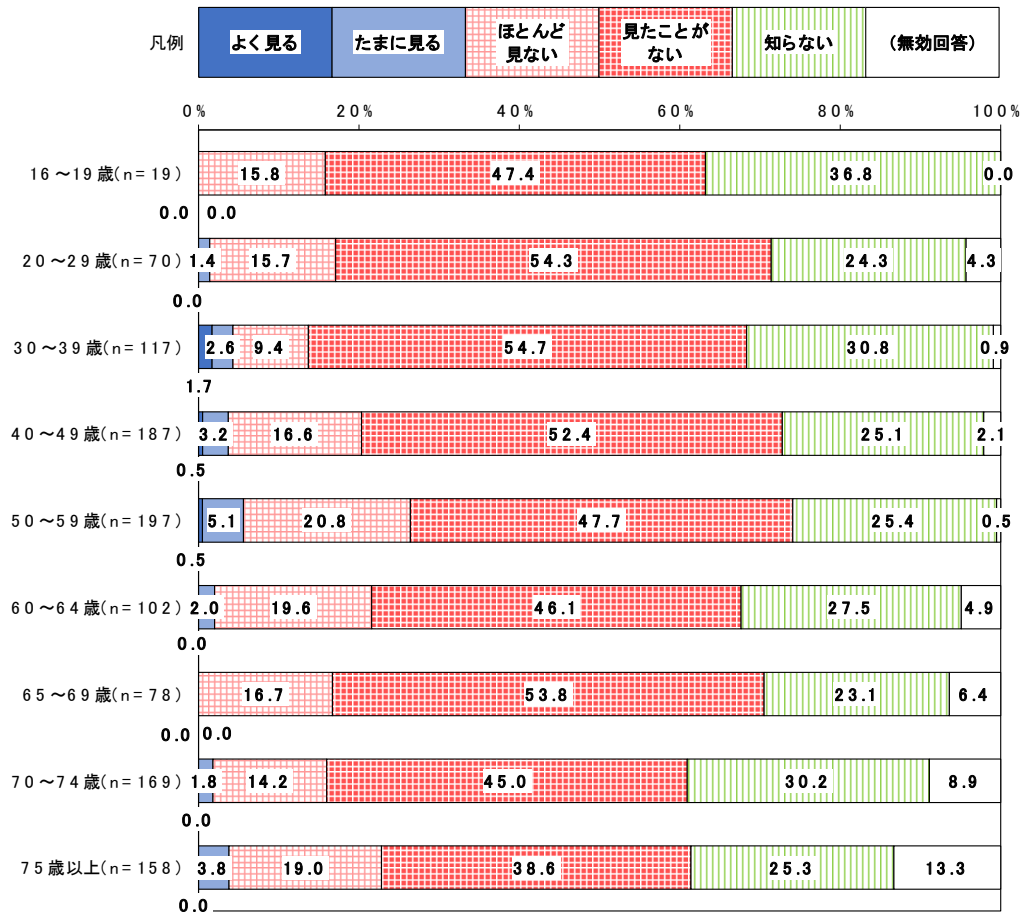 凡例
よく見る
たまに見る
ほとんど
見ない
見たことが
ない
知らない
(無効回答)
0% 20% 40% 60% 80% 100%
16～19歳(n=19) 15.8 47.4 36.8 0.0
0.0 0.0
20～29歳(n=70) 1.4 15.7 54.3 24.3 4.3
0.0
30～39歳(n=117) 2.6 9.4 54.7 30.8 0.9
1.7
40～49歳(n=187) 3.2 16.6 52.4 25.1 2.1
0.5
50～59歳(n=197) 5.1 20.8 47.7 25.4 0.5
0.5
60～64歳(n=102) 2.0 19.6 46.1 27.5 4.9
0.0
65～69歳(n=78) 16.7 53.8 23.1 6.4
0.0 0.0
70～74歳(n=169) 1.8 14.2 45.0 30.2 8.9
0.0
75歳以上(n=158) 3.8 19.0 38.6 25.3 13.3
0.0